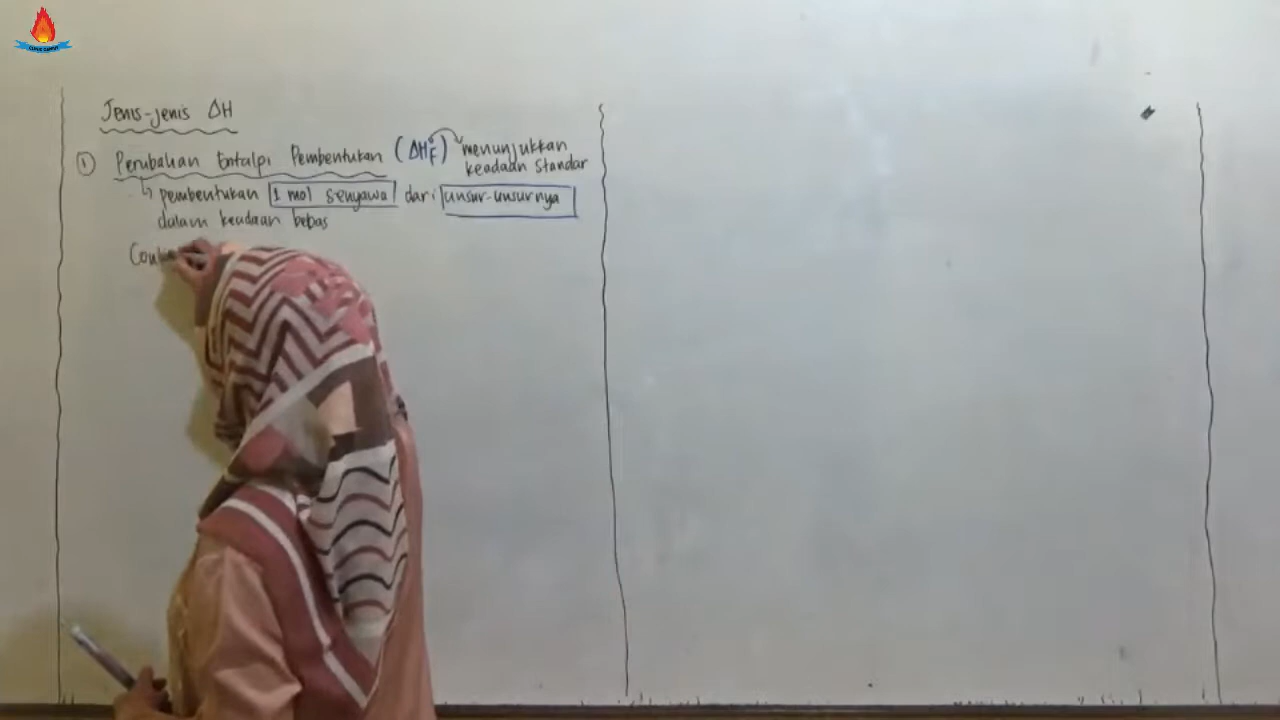 Jenis-jenis ΔH
① Perubahan Entalpi Pembentukan (ΔH°F) menunjukkan
keadaan standar
↳ pembentukan 1 mol senyawa dari unsur-unsurnya
dalam keadaan bebas